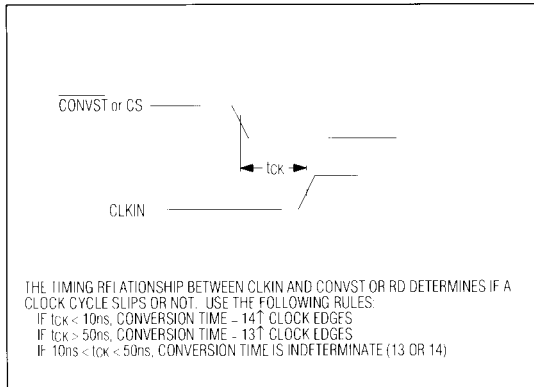 CONVST or CS
tCK
CLKIN
THE TIMING RELATIONSHIP BETWEEN CLKIN AND CONVST OR RD DETERMINES IF A
CLOCK CYCLE SLIPS OR NOT. USE THE FOLLOWING RULES:
IF tCK < 10ns, CONVERSION TIME = 14↑ CLOCK EDGES
IF tCK > 50ns, CONVERSION TIME = 13↑ CLOCK EDGES
IF 10ns < tCK < 50ns, CONVERSION TIME IS INDETERMINATE (13 OR 14)